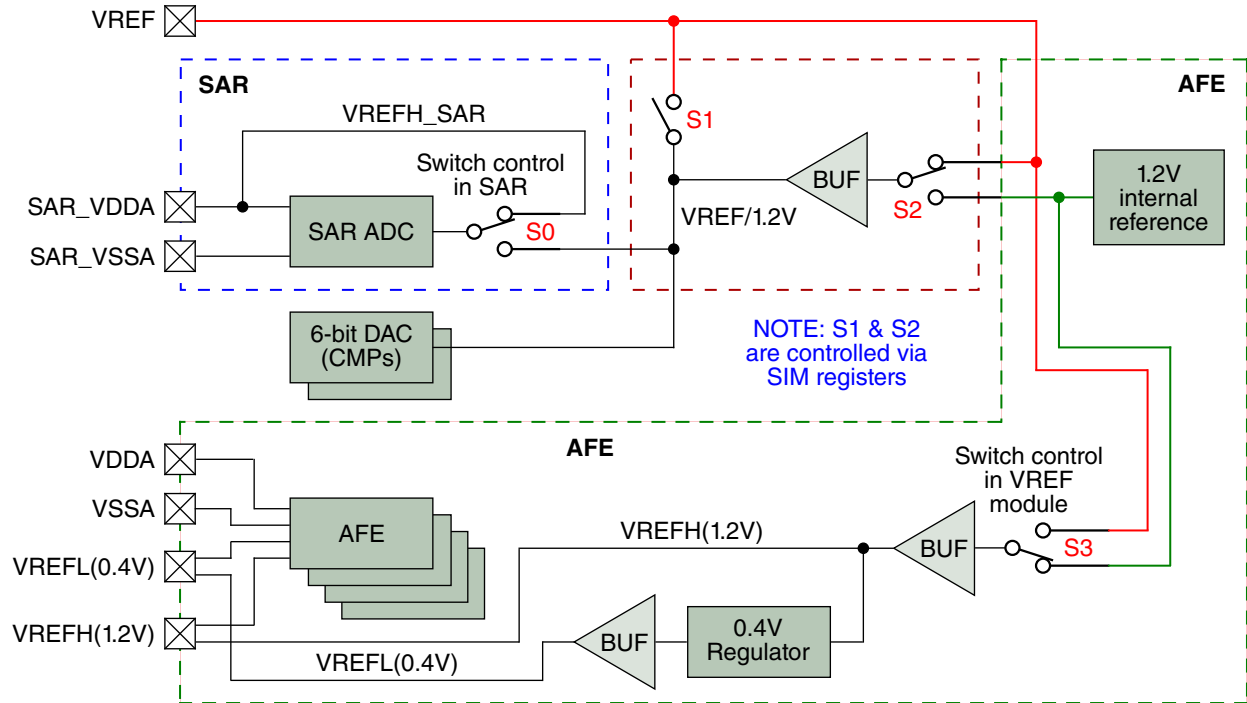 VREF
SAR
AFE
VREFH_SAR
S1
Switch control
in SAR
BUF
1.2V
internal
reference
SAR_VDDA
S2
SAR ADC
S0
VREF/1.2V
SAR_VSSA
6-bit DAC
(CMPs)
NOTE: S1 & S2
are controlled via
SIM registers
AFE
VDDA
Switch control
in VREF
module
VSSA
AFE
VREFH(1.2V)
BUF
S3
VREFL(0.4V)
VREFH(1.2V)
BUF
0.4V
Regulator
VREFL(0.4V)